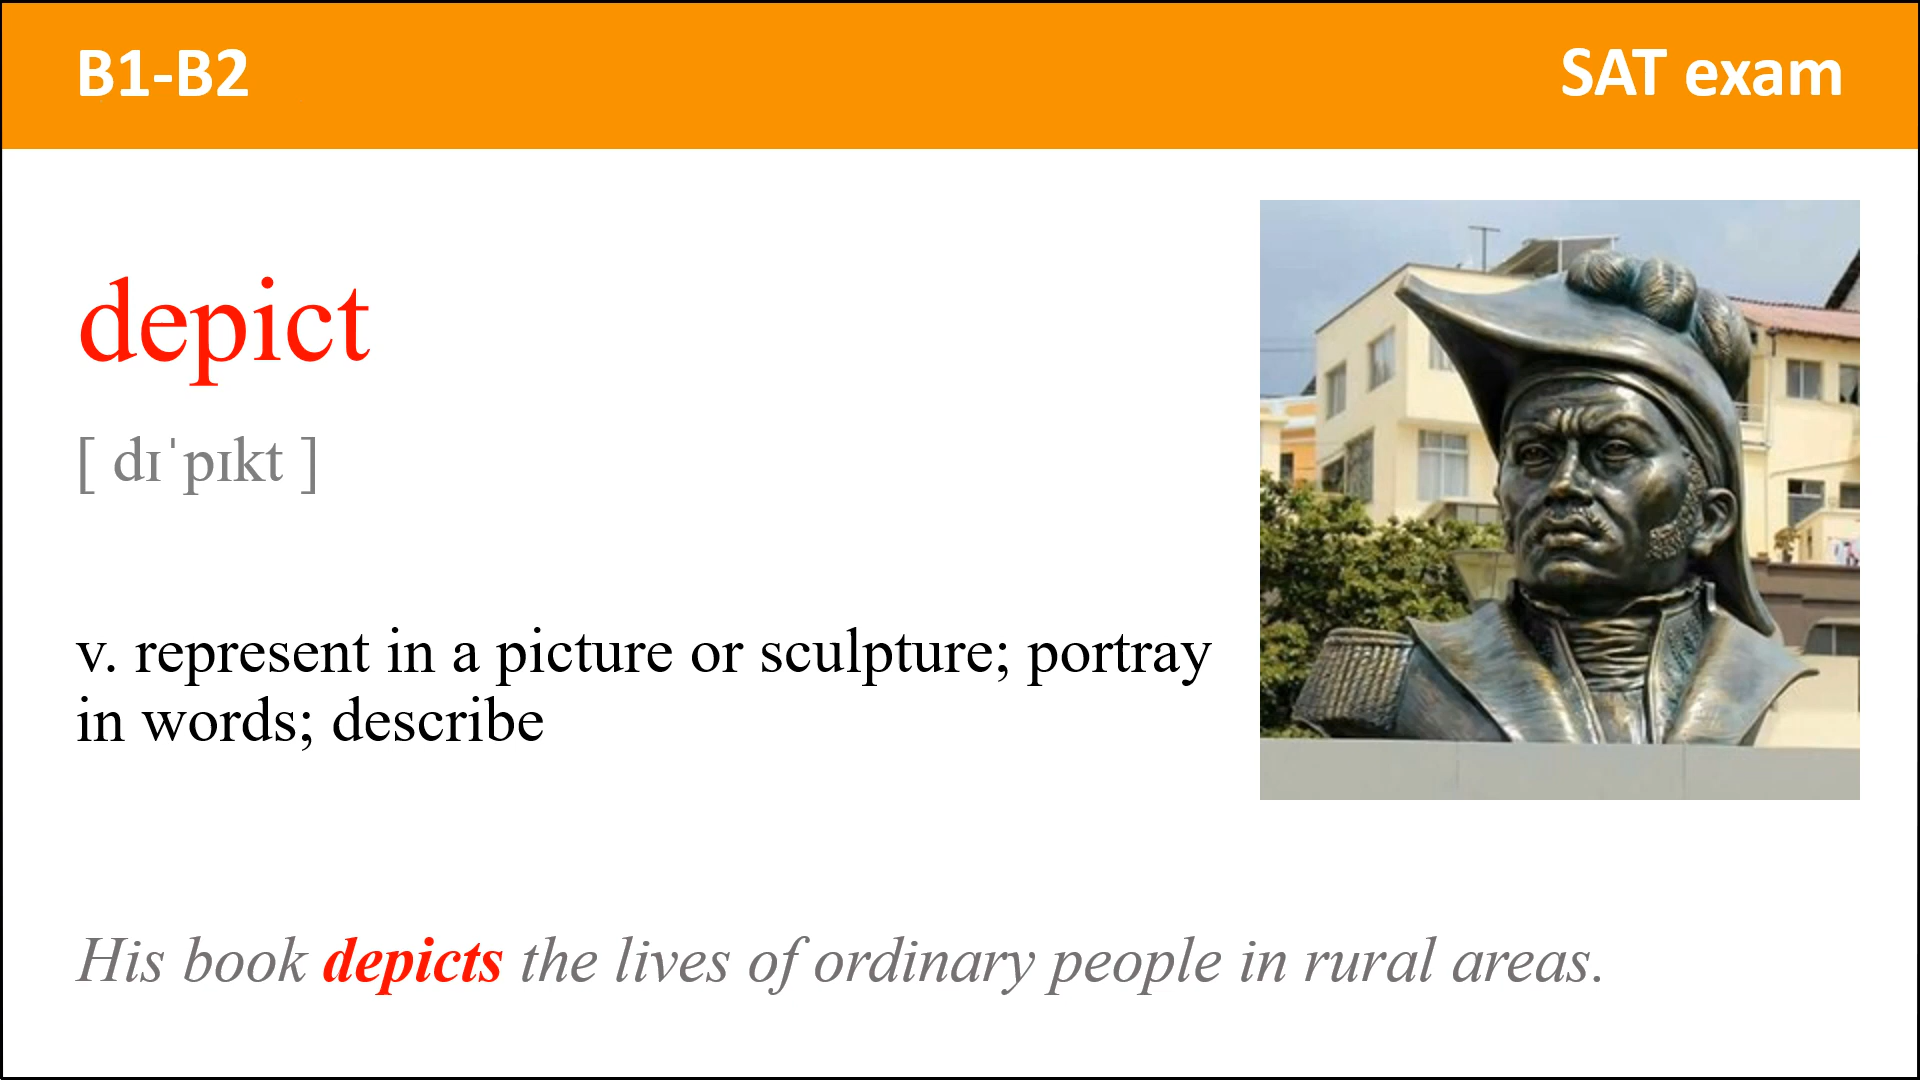 B1-B2
SAT exam
depict
[ dɪˈpɪkt ]
v. represent in a picture or sculpture; portray
in words; describe
His book depicts the lives of ordinary people in rural areas.